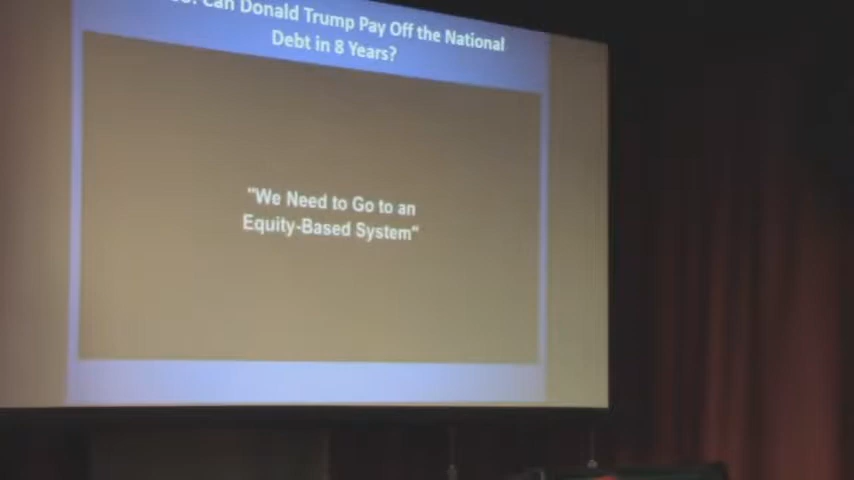 Can Donald Trump Pay Off the National
Debt in 8 Years?
"We Need to Go to an
Equity-Based System"